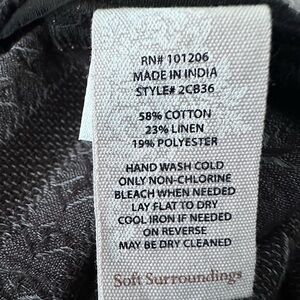 RN# 101206
MADE IN INDIA
STYLE# 2CB36
58% COTTON
23% LINEN
19% POLYESTER
HAND WASH COLD
ONLY NON-CHLORINE
BLEACH WHEN NEEDED
LAY FLAT TO DRY
COOL IRON IF NEEDED
ON REVERSE
MAY BE DRY CLEANED
Soft Surroundings